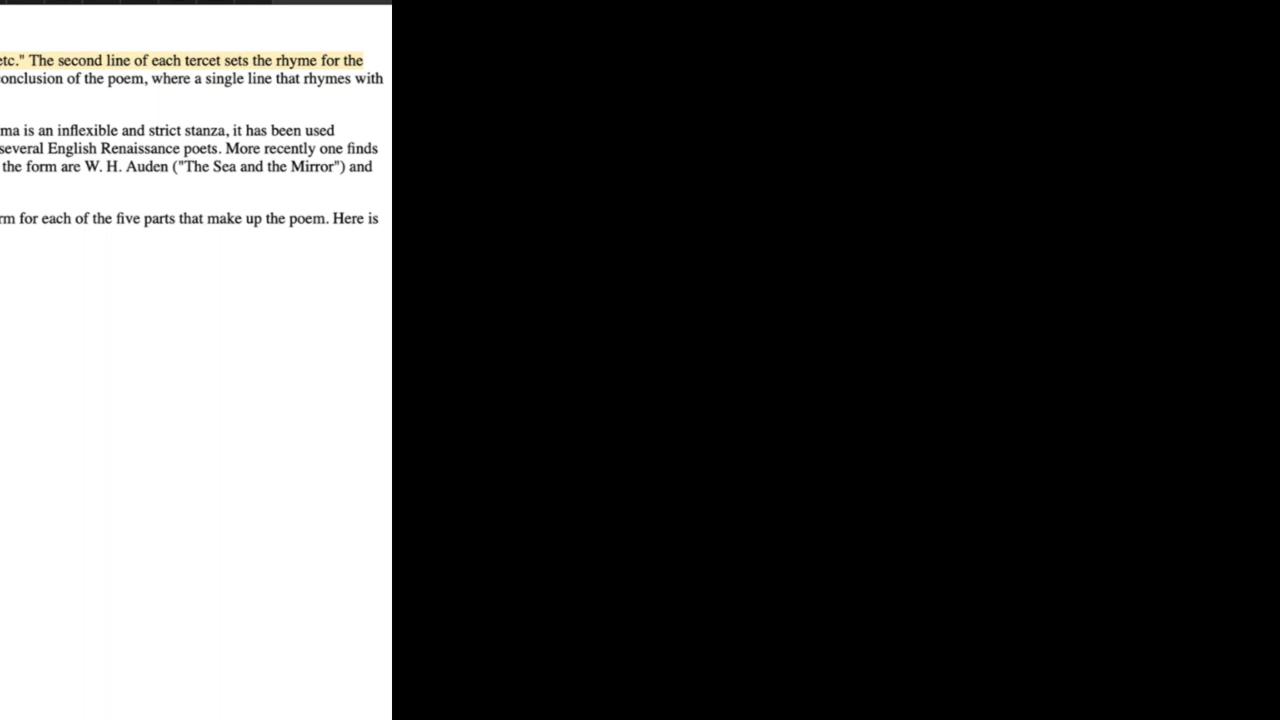 etc." The second line of each tercet sets the rhyme for the
onclusion of the poem, where a single line that rhymes with
ma is an inflexible and strict stanza, it has been used
several English Renaissance poets. More recently one finds
the form are W. H. Auden ("The Sea and the Mirror") and
rm for each of the five parts that make up the poem. Here is